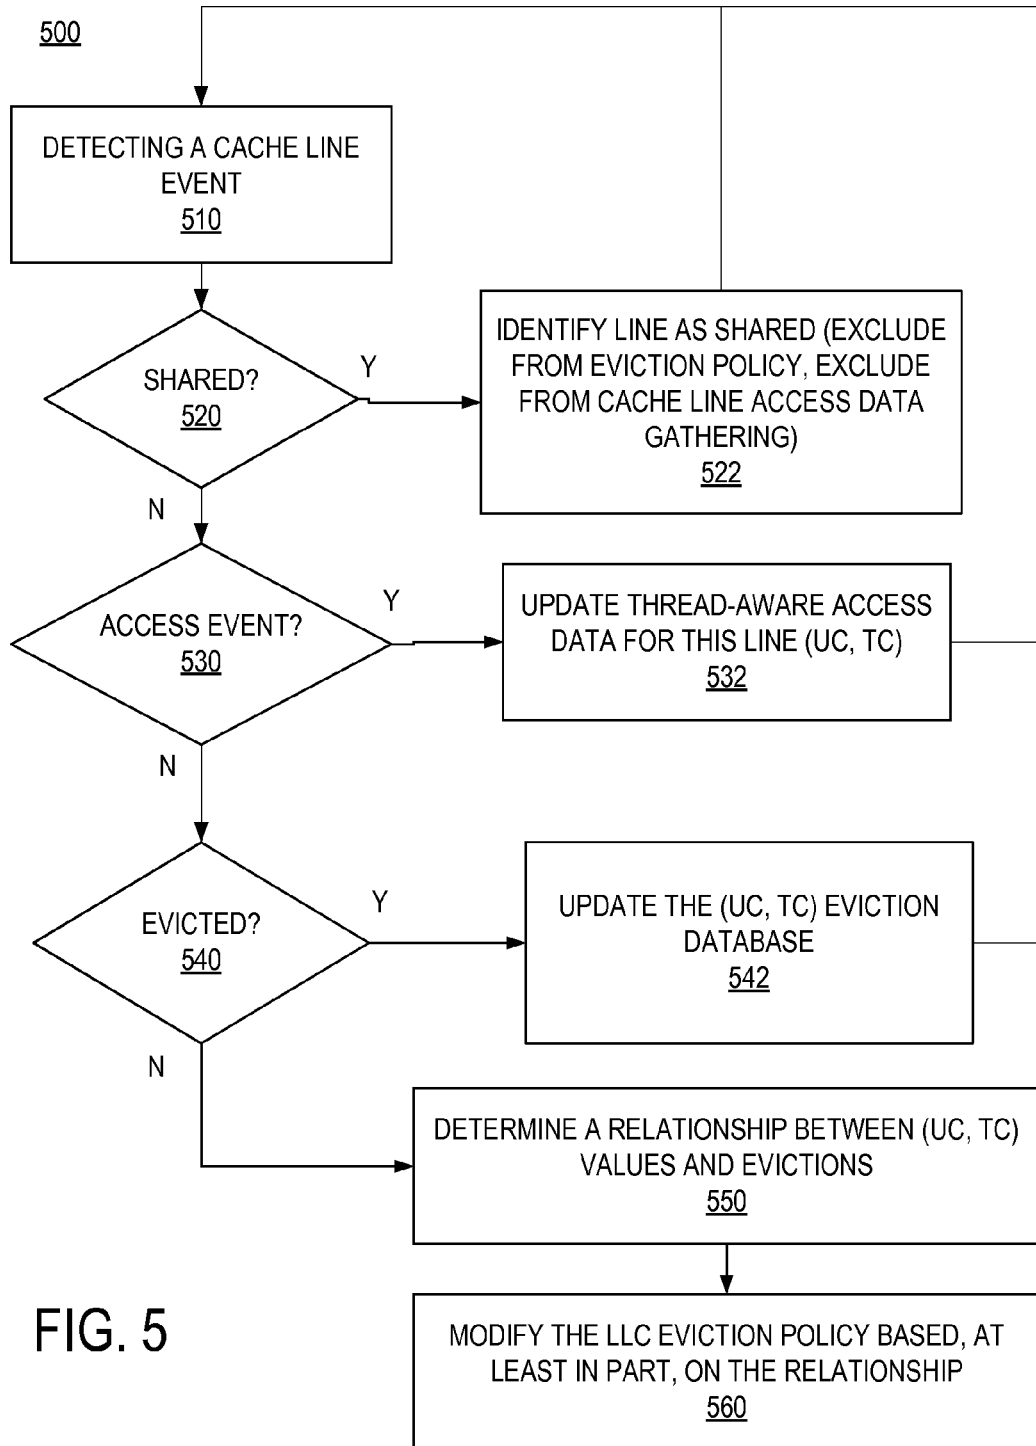 500
DETECTING A CACHE LINE
EVENT
510
SHARED?
520
Y
IDENTIFY LINE AS SHARED (EXCLUDE
FROM EVICTION POLICY, EXCLUDE
FROM CACHE LINE ACCESS DATA
GATHERING)
522
N
ACCESS EVENT?
530
Y
UPDATE THREAD-AWARE ACCESS
DATA FOR THIS LINE (UC, TC)
532
N
EVICTED?
540
Y
UPDATE THE (UC, TC) EVICTION
DATABASE
542
N
DETERMINE A RELATIONSHIP BETWEEN (UC, TC)
VALUES AND EVICTIONS
550
MODIFY THE LLC EVICTION POLICY BASED, AT
LEAST IN PART, ON THE RELATIONSHIP
560
FIG. 5